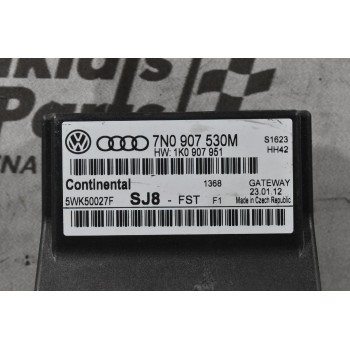 Parts
7N0 907 530M
HW: 1K0 907 951
S1623
HH42
Continental
1368
GATEWAY
23.01.12
5WK50027F
SJ8 - FST F1
Made in Czech Republic